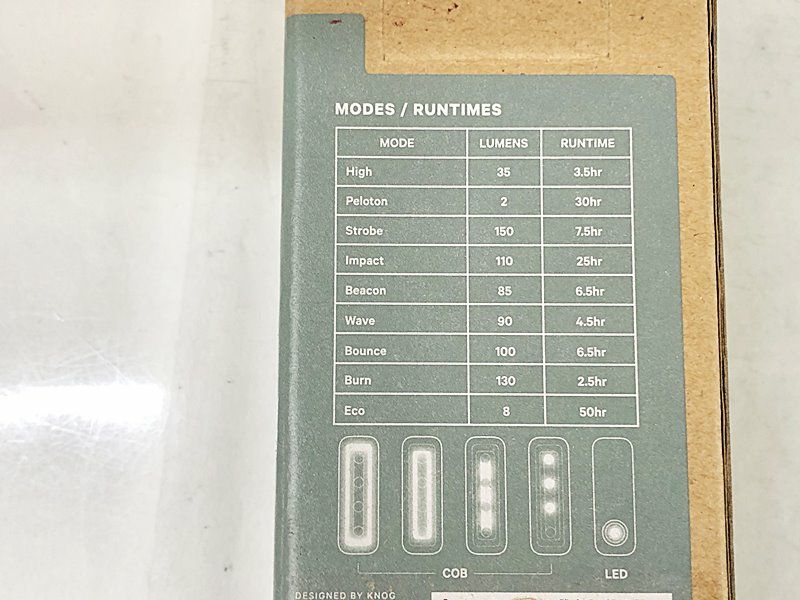 MODES / RUNTIMES
MODE LUMENS RUNTIME
High 35 3.5hr
Peloton 2 30hr
Strobe 150 7.5hr
Impact 110 25hr
Beacon 85 6.5hr
Wave 90 4.5hr
Bounce 100 6.5hr
Burn 130 2.5hr
Eco 8 50hr
COB LED
DESIGNED BY KNOG